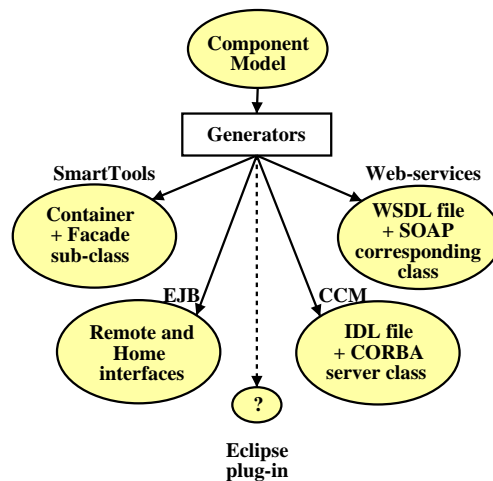 Component
Model
Generators
SmartTools
Web-services
Container
+ Facade
sub-class
WSDL file
+ SOAP
corresponding
class
EJB
CCM
Remote and
Home
interfaces
IDL file
+ CORBA
server class
?
Eclipse
plug-in